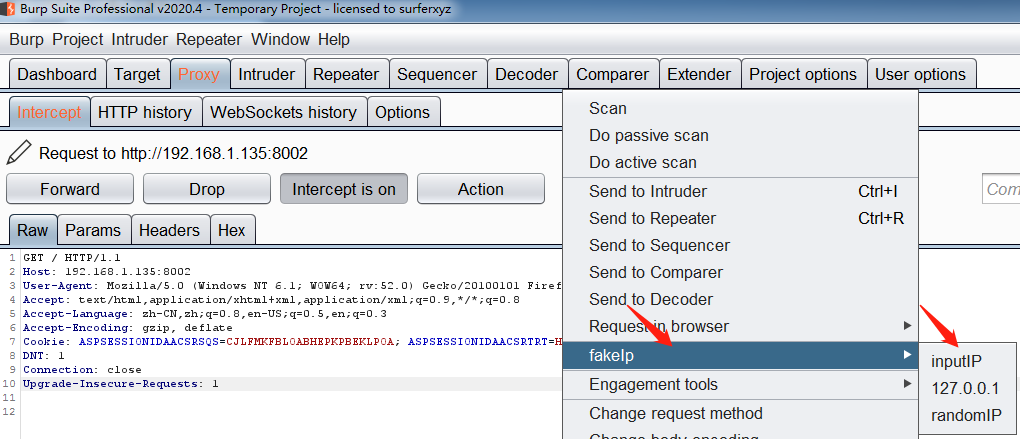 Burp Suite Professional v2020.4 - Temporary Project - licensed to surferxyz
Burp Project Intruder Repeater Window Help
Dashboard Target Proxy Intruder Repeater Sequencer Decoder Comparer Extender Project options User options
Intercept HTTP history WebSockets history Options
Request to http://192.168.1.135:8002
Forward Drop Intercept is on Action
Com
Raw Params Headers Hex
1 GET / HTTP/1.1
2 Host: 192.168.1.135:8002
3 User-Agent: Mozilla/5.0 (Windows NT 6.1; WOW64; rv:52.0) Gecko/20100101 Firef
4 Accept: text/html,application/xhtml+xml,application/xml;q=0.9,*/*;q=0.8
5 Accept-Language: zh-CN,zh;q=0.8,en-US;q=0.5,en;q=0.3
6 Accept-Encoding: gzip, deflate
7 Cookie: ASPSESSIONIDAACSRSQS=CJLFMKFBLOABHEPKPBEKLPOA; ASPSESSIONIDAACSRTRT=H
8 DNT: 1
9 Connection: close
10 Upgrade-Insecure-Requests: 1
11
12
Scan
Do passive scan
Do active scan
Send to Intruder Ctrl+I
Send to Repeater Ctrl+R
Send to Sequencer
Send to Comparer
Send to Decoder
Request in browser
fakeIp
Engagement tools
Change request method
Change body encoding
inputIP
127.0.0.1
randomIP